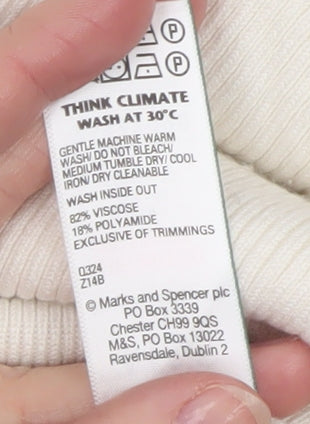 P
P
THINK CLIMATE
WASH AT 30°C
GENTLE MACHINE WARM
WASH/ DO NOT BLEACH/
MEDIUM TUMBLE DRY/ COOL
IRON/ DRY CLEANABLE
WASH INSIDE OUT
82% VISCOSE
18% POLYAMIDE
EXCLUSIVE OF TRIMMINGS
Q324
Z14B
© Marks and Spencer plc
PO Box 3339
Chester CH99 9QS
M&S, PO Box 13022
Ravensdale, Dublin 2